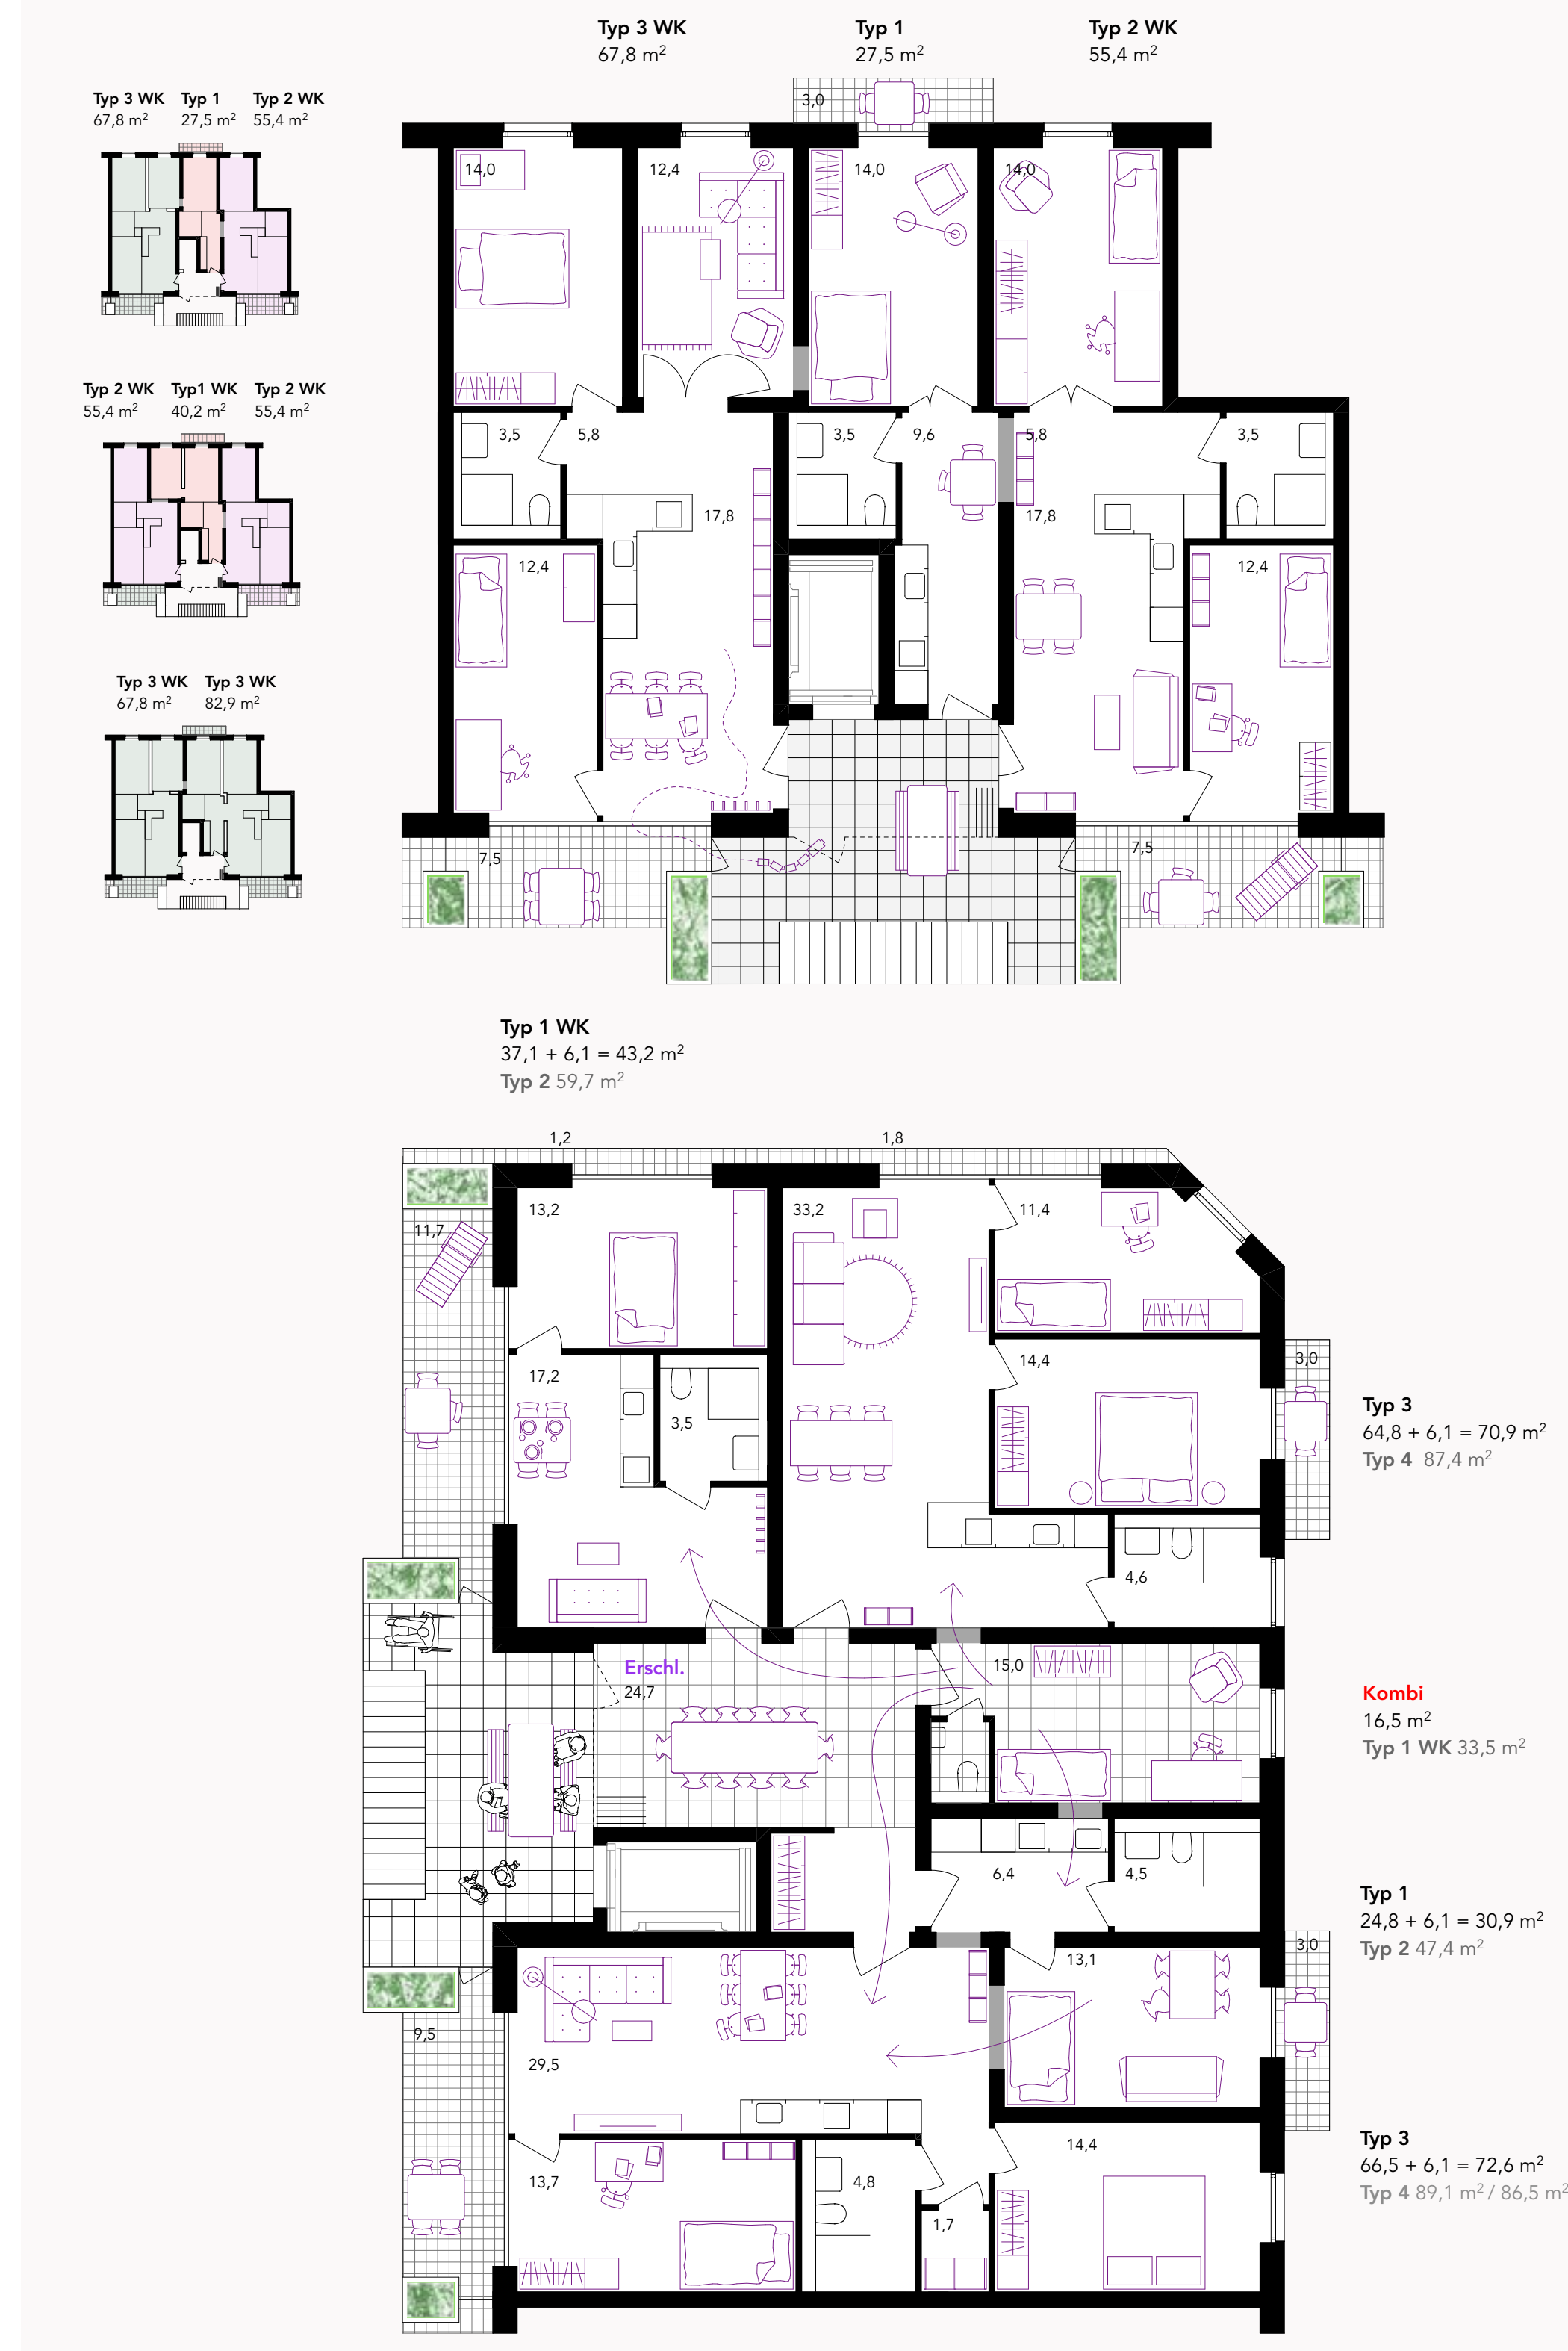 Typ 3 WK
67,8 m²
Typ 1
27,5 m²
Typ 2 WK
55,4 m²
Typ 3 WK
67,8 m²
Typ 1
27,5 m²
Typ 2 WK
55,4 m²
Typ 2 WK
55,4 m²
Typ1 WK
40,2 m²
Typ 2 WK
55,4 m²
Typ 3 WK
67,8 m²
Typ 3 WK
82,9 m²
3,0
14,0
12,4
14,0
14,0
3,5
5,8
3,5
9,6
5,8
3,5
17,8
17,8
12,4
12,4
7,5
7,5
Typ 1 WK
37,1 + 6,1 = 43,2 m²
Typ 2 59,7 m²
1,2
1,8
13,2
33,2
11,4
11,7
14,4
3,0
17,2
3,5
4,6
Typ 3
64,8 + 6,1 = 70,9 m²
Typ 4 87,4 m²
Erschl.
24,7
15,0
Kombi
16,5 m²
Typ 1 WK 33,5 m²
6,4
4,5
Typ 1
24,8 + 6,1 = 30,9 m²
Typ 2 47,4 m²
3,0
13,1
9,5
29,5
14,4
13,7
4,8
1,7
Typ 3
66,5 + 6,1 = 72,6 m²
Typ 4 89,1 m² / 86,5 m²